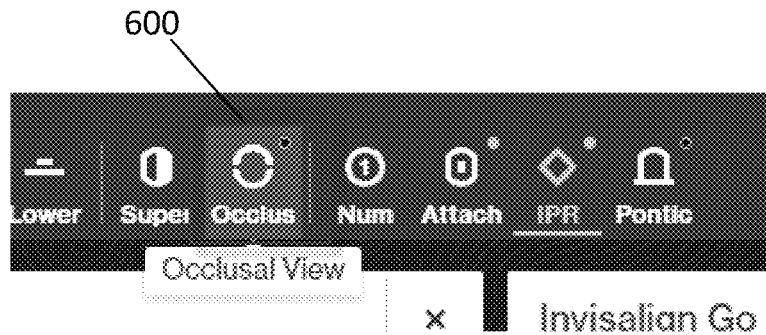 600
Lower Super Occlus Num Attach IPR Pontic
Occlusal View
× Invisalign Go